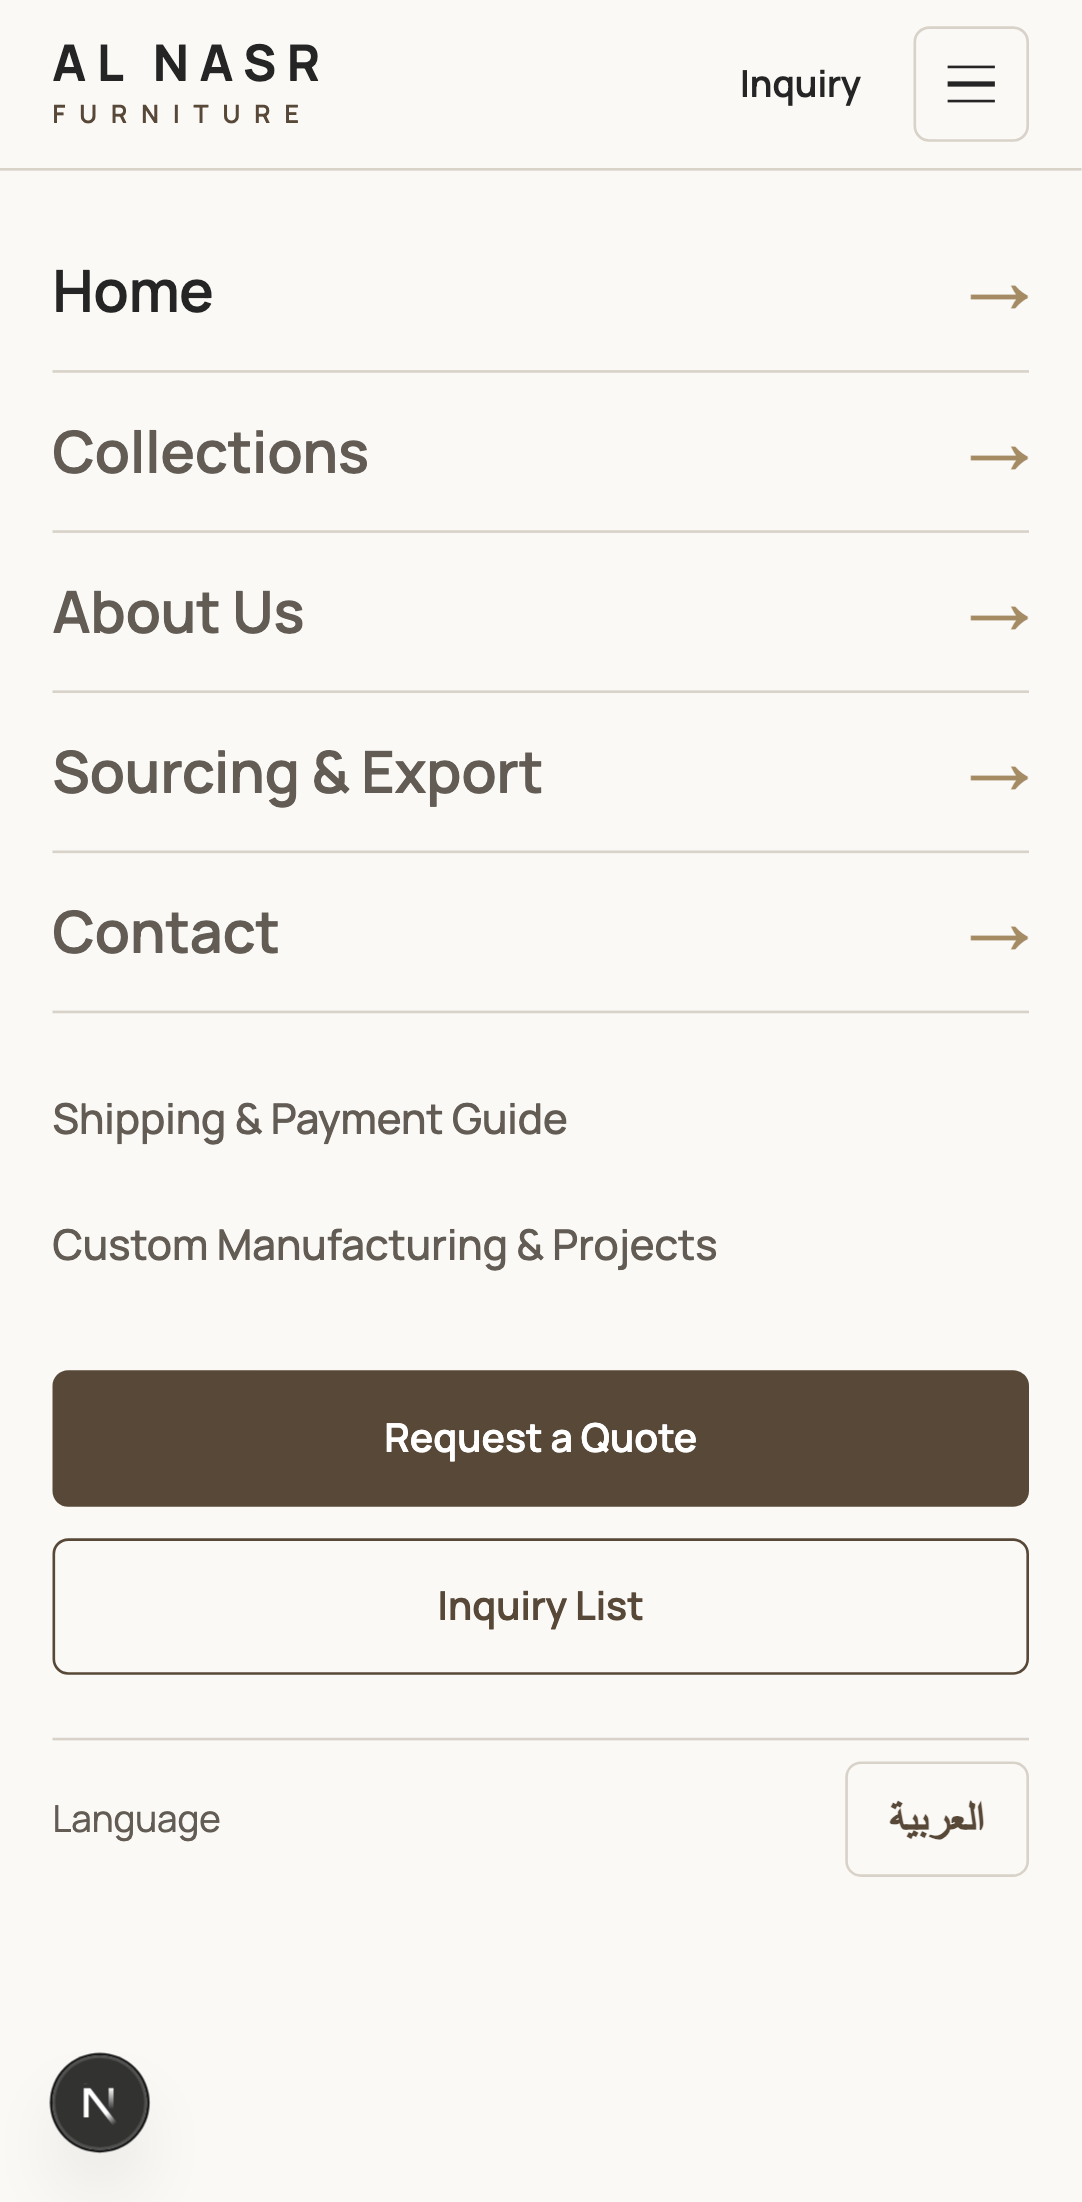 AL NASR
FURNITURE
Inquiry
Home
Collections
About Us
Sourcing & Export
Contact
Shipping & Payment Guide
Custom Manufacturing & Projects
Request a Quote
Inquiry List
Language
العربية
N